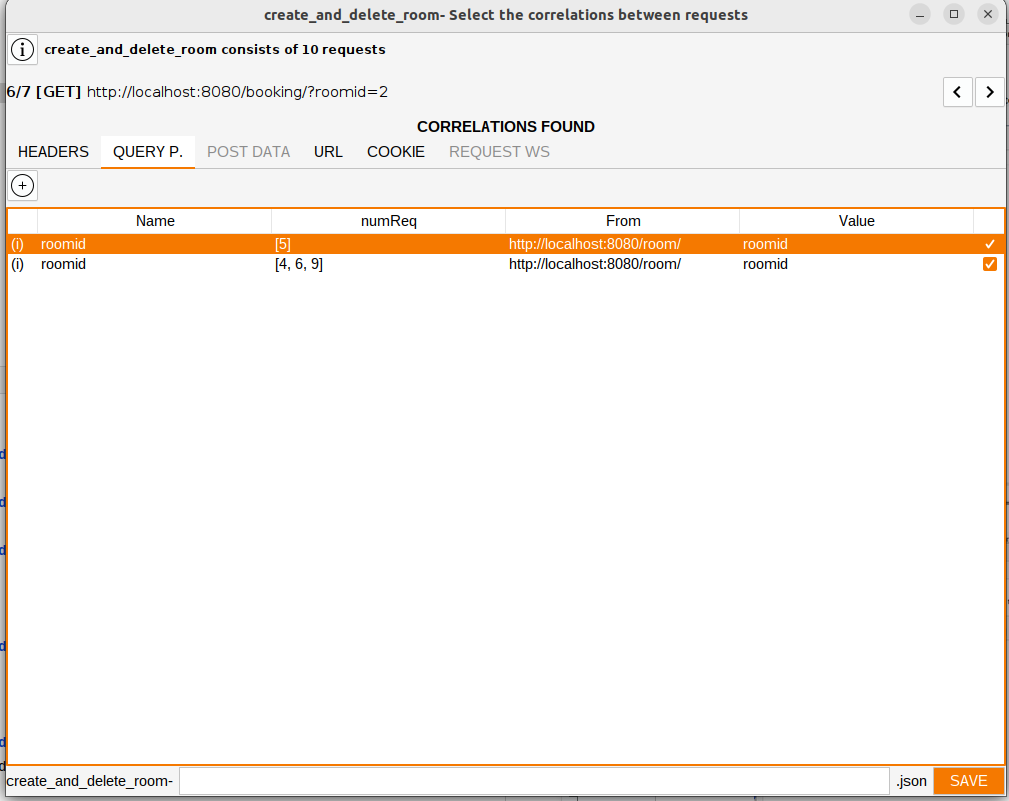 create_and_delete_room- Select the correlations between requests
create_and_delete_room consists of 10 requests
6/7 [GET] http://localhost:8080/booking/?roomid=2
CORRELATIONS FOUND
HEADERS QUERY P. POST DATA URL COOKIE REQUEST WS
Name numReq From Value
(i) roomid [5] http://localhost:8080/room/ roomid
(i) roomid [4, 6, 9] http://localhost:8080/room/ roomid
create_and_delete_room- .json SAVE